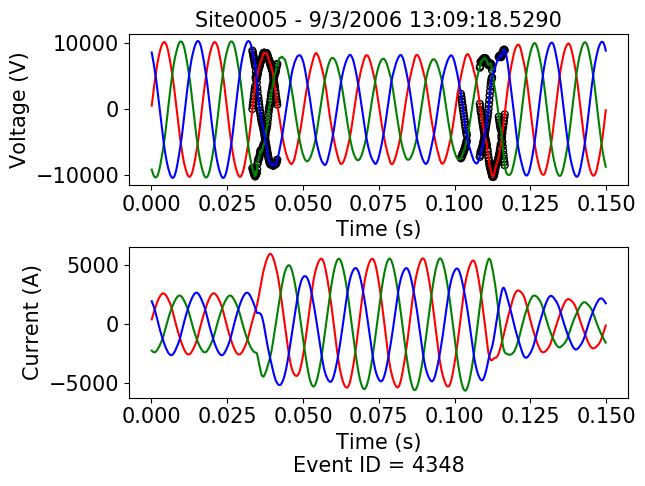 Site0005 - 9/3/2006 13:09:18.5290
Voltage (V)
10000
0
−10000
0.000 0.025 0.050 0.075 0.100 0.125 0.150
Time (s)
Current (A)
5000
0
−5000
0.000 0.025 0.050 0.075 0.100 0.125 0.150
Time (s)
Event ID = 4348